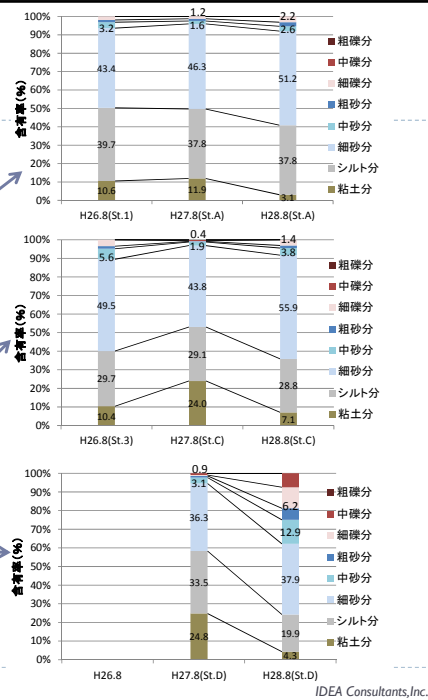 100%
90%
80%
70%
60%
50%
40%
30%
20%
10%
0%
含有率(%)
3.2
43.4
39.7
10.6
1.2
1.6
46.3
37.8
11.9
2.2
2.6
51.2
37.8
3.1
H26.8(St.1) H27.8(St.A) H28.8(St.A)
粗礫分
中礫分
細礫分
粗砂分
中砂分
細砂分
シルト分
粘土分
100%
90%
80%
70%
60%
50%
40%
30%
20%
10%
0%
含有率(%)
5.6
49.5
29.7
10.4
0.4
1.9
43.8
29.1
24.0
1.4
3.8
55.9
28.8
7.1
H26.8(St.3) H27.8(St.C) H28.8(St.C)
粗礫分
中礫分
細礫分
粗砂分
中砂分
細砂分
シルト分
粘土分
100%
90%
80%
70%
60%
50%
40%
30%
20%
10%
0%
含有率(%)
0.9
3.1
36.3
33.5
24.8
6.2
12.9
37.9
19.9
4.3
H26.8 H27.8(St.D) H28.8(St.D)
粗礫分
中礫分
細礫分
粗砂分
中砂分
細砂分
シルト分
粘土分
IDEA Consultants,Inc.